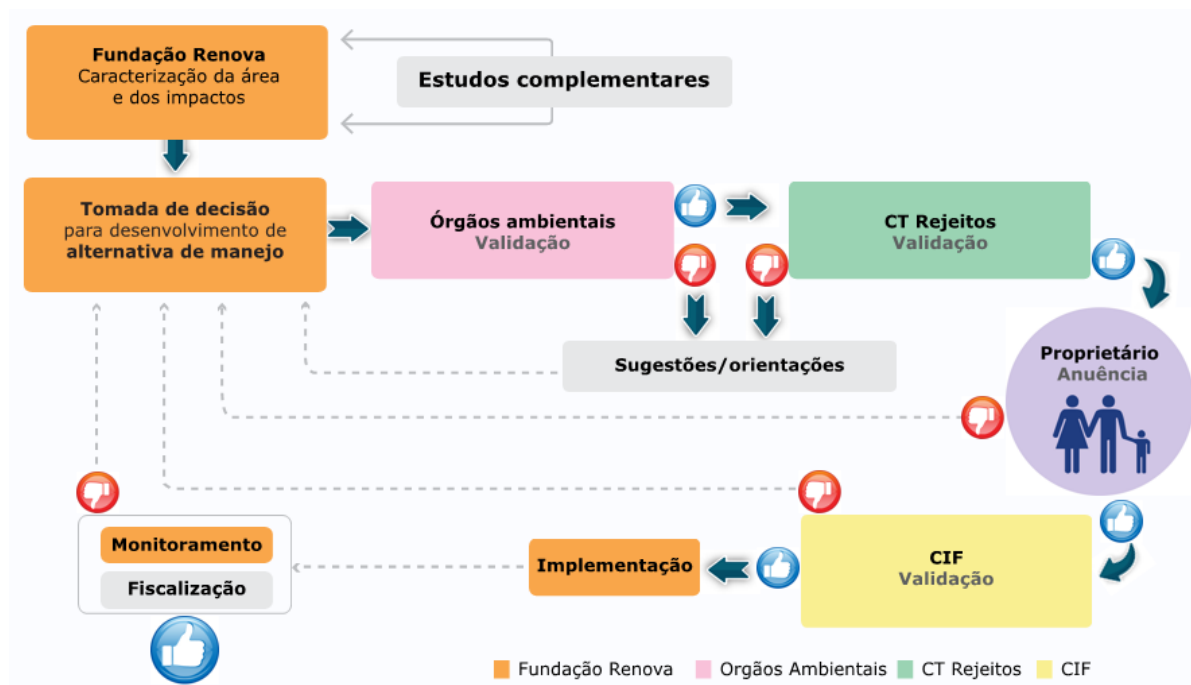 Fundação Renova
Caracterização da área
e dos impactos
Estudos complementares
Tomada de decisão
para desenvolvimento de
alternativa de manejo
Órgãos ambientais
Validação
CT Rejeitos
Validação
Sugestões/orientações
Proprietário
Anuência
Monitoramento
Fiscalização
Implementação
CIF
Validação
Fundação Renova
Orgãos Ambientais
CT Rejeitos
CIF